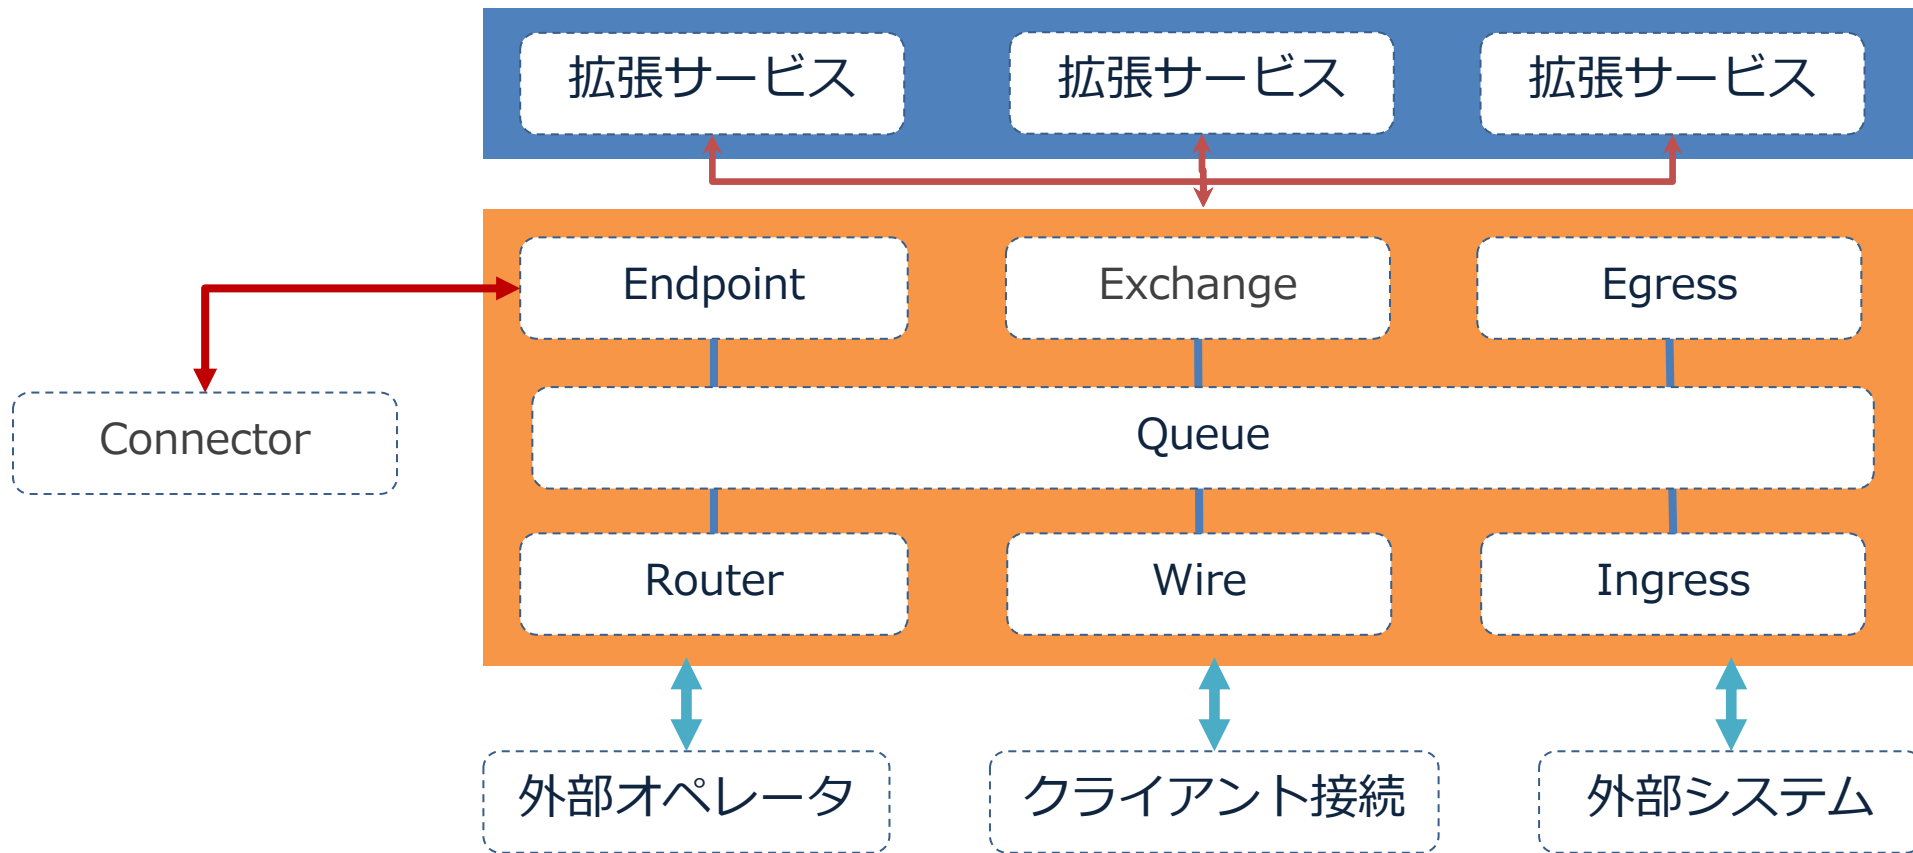 拡張サービス
拡張サービス
拡張サービス
Endpoint
Exchange
Egress
Connector
Queue
Router
Wire
Ingress
外部オペレータ
クライアント接続
外部システム